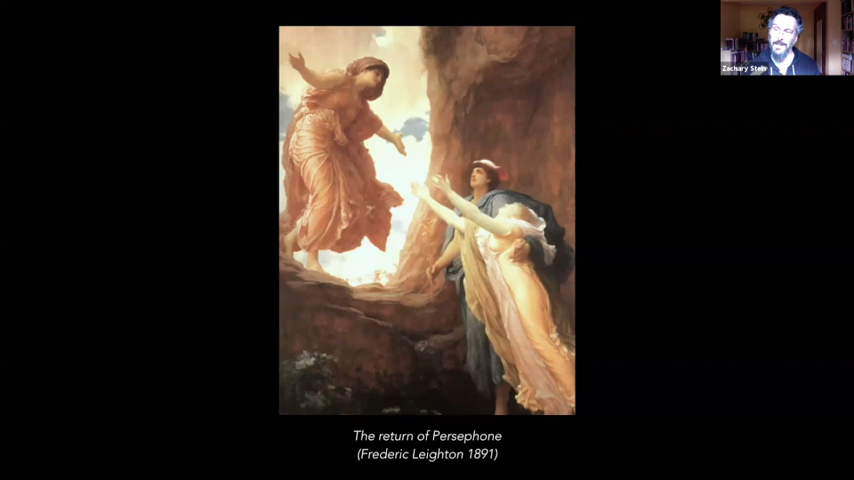 Zachary Stein
The return of Persephone
(Frederic Leighton 1891)